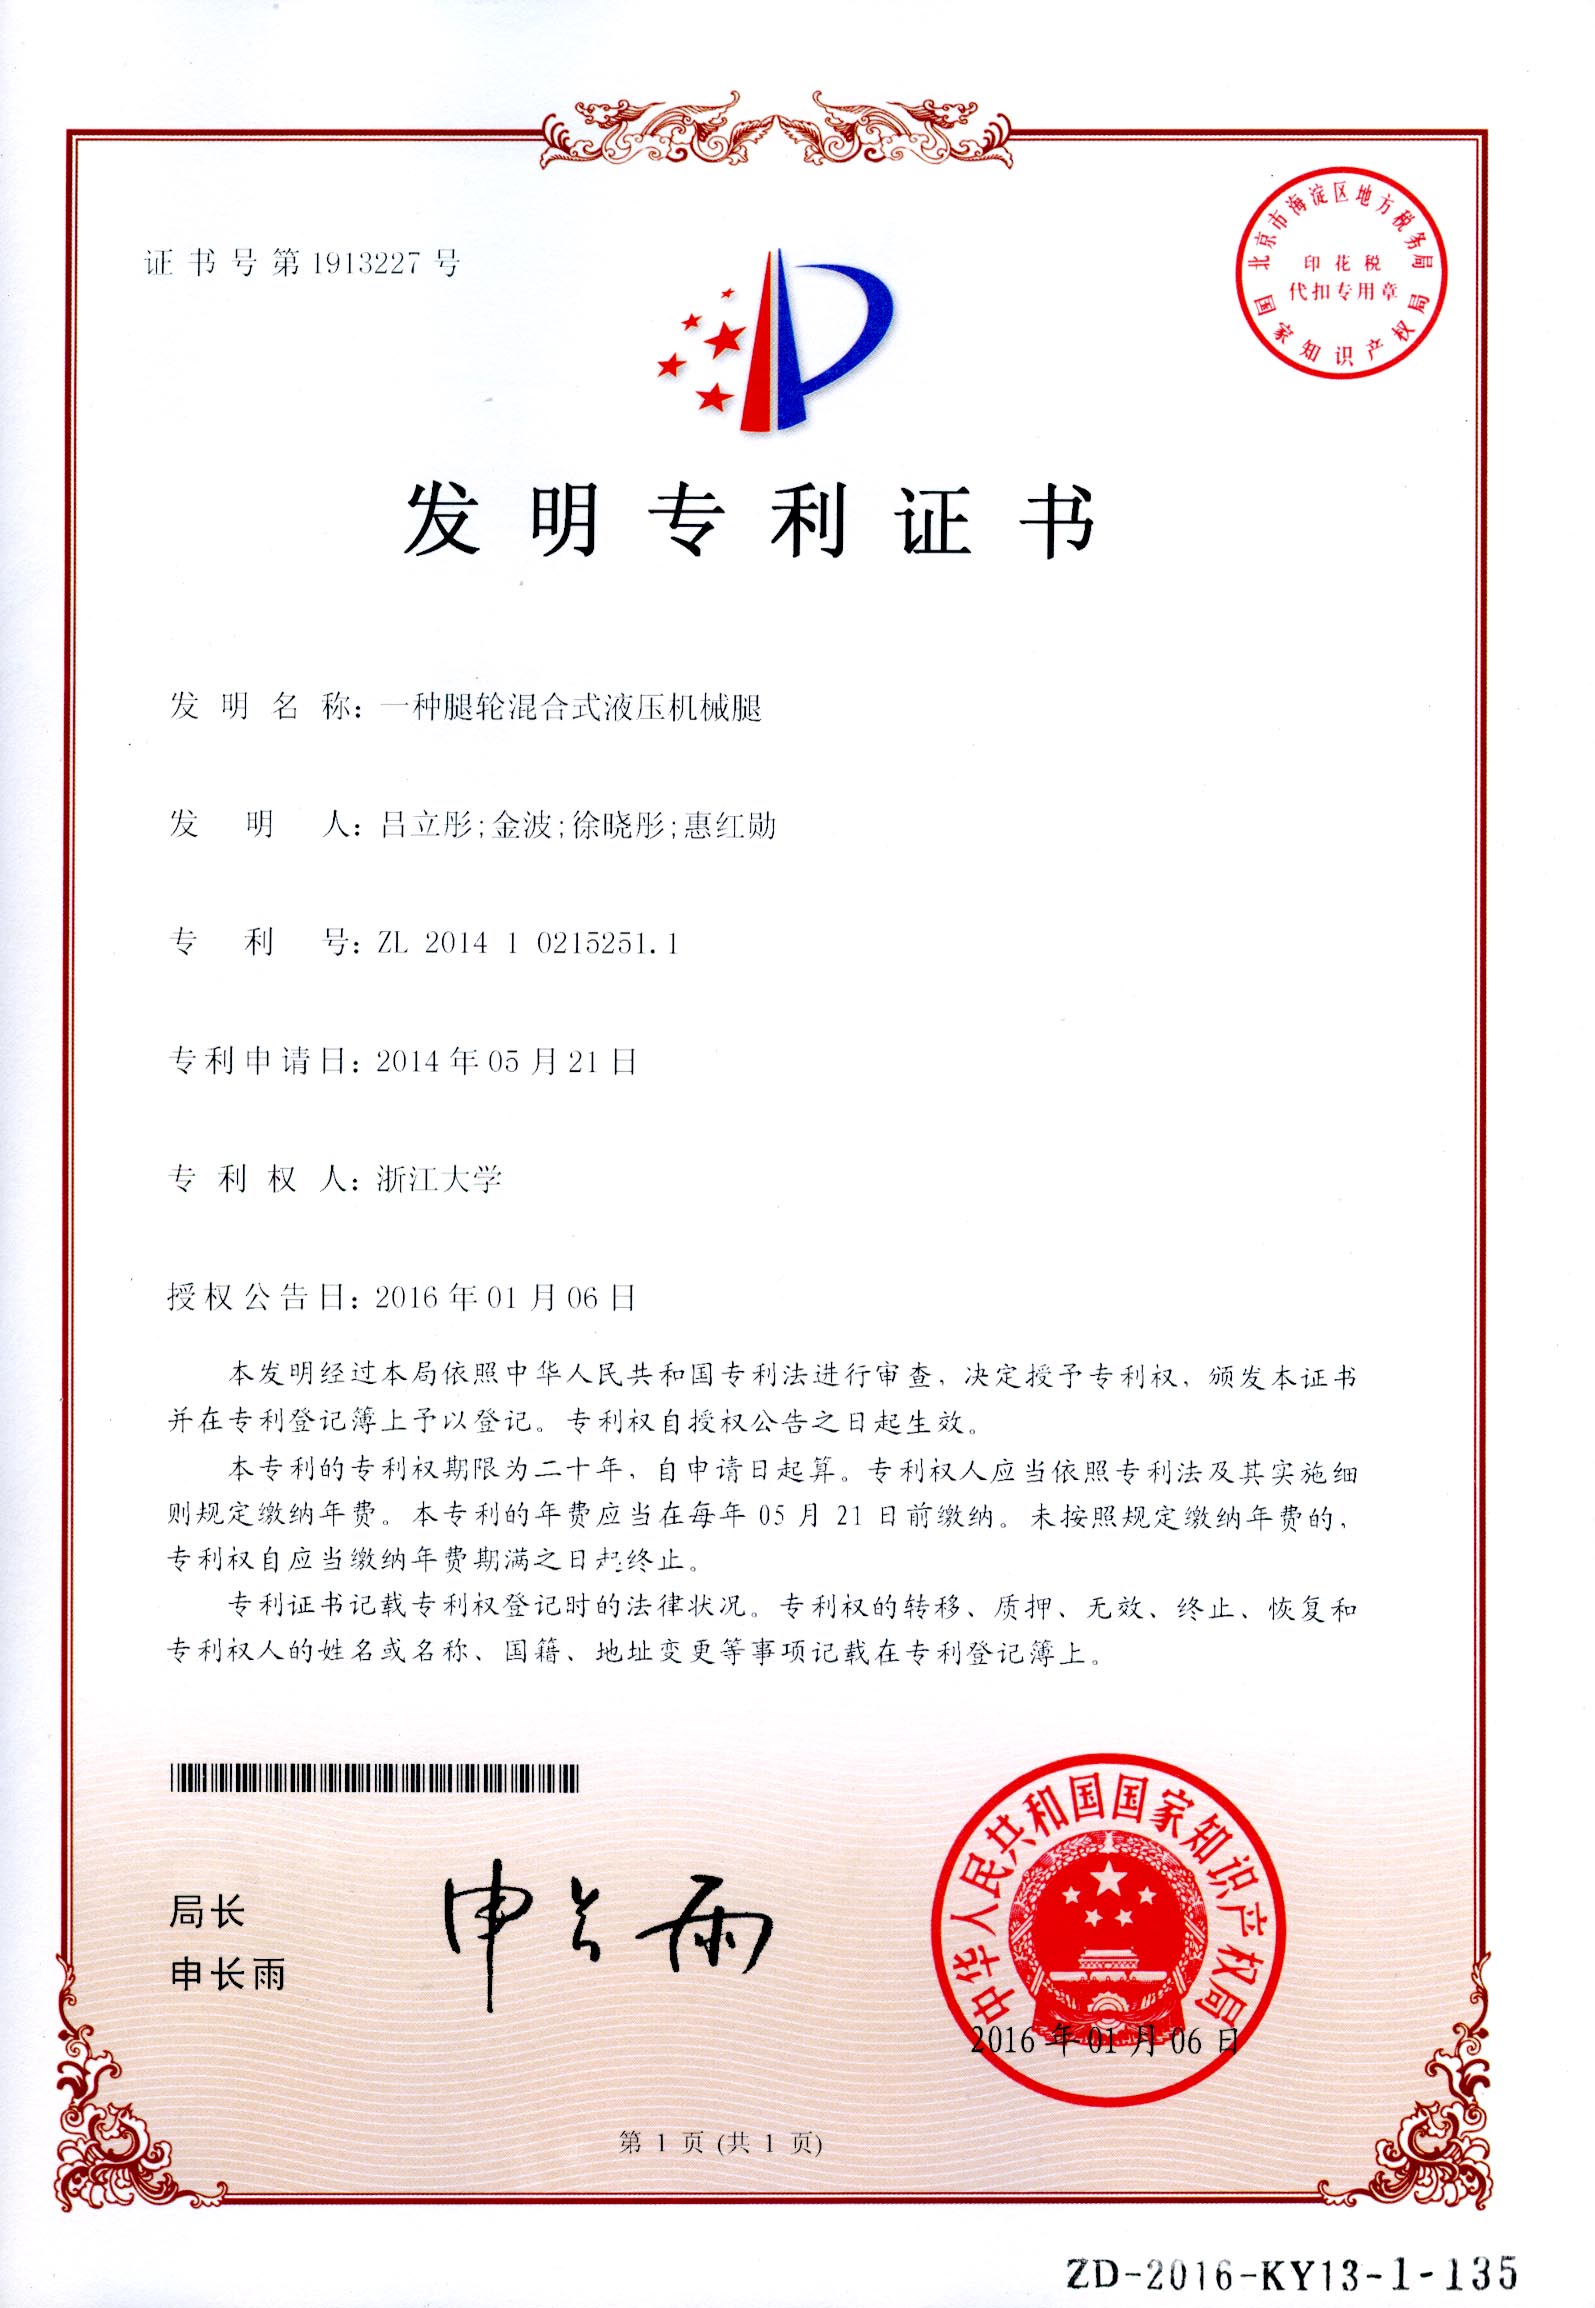 证书号第1913227号
北京市海淀区地方税务局
印花税
代扣专用章
国家知识产权局
发明专利证书
发明名称：一种腿轮混合式液压机械腿
发明人：吕立彤;金波;徐晓彤;惠红勋
专利号：ZL 2014 1 0215251.1
专利申请日：2014年05月21日
专利权人：浙江大学
授权公告日：2016年01月06日
本发明经过本局依照中华人民共和国专利法进行审查，决定授予专利权，颁发本证书
并在专利登记簿上予以登记。专利权自授权公告之日起生效。
本专利的专利权期限为二十年，自申请日起算。专利权人应当依照专利法及其实施细
则规定缴纳年费。本专利的年费应当在每年05月21日前缴纳。未按照规定缴纳年费的，
专利权自应当缴纳年费期满之日起终止。
专利证书记载专利权登记时的法律状况。专利权的转移、质押、无效、终止、恢复和
专利权人的姓名或名称、国籍、地址变更等事项记载在专利登记簿上。
局长
申长雨
申长雨
中华人民共和国国家知识产权局
2016年01月06日
第1页(共1页)
ZD-2016-KY13-1-135